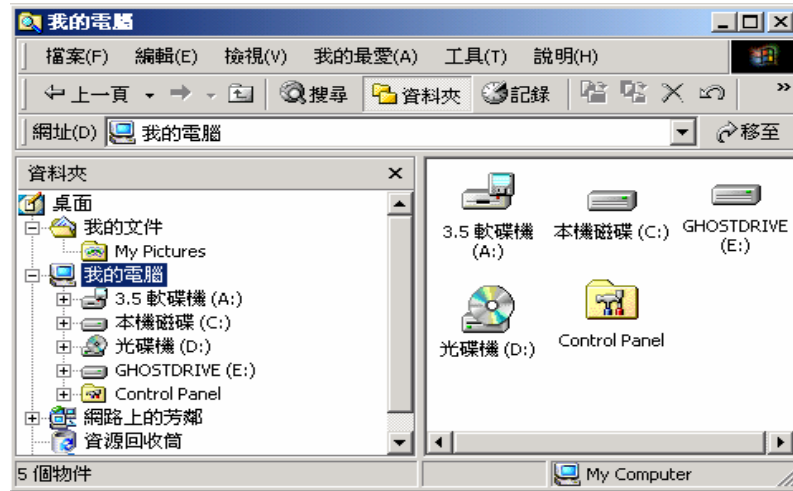 我的電腦
檔案(F) 編輯(E) 檢視(V) 我的最愛(A) 工具(T) 說明(H)
上一頁 搜尋 資料夾 記錄 »
網址(D) 我的電腦 移至
資料夾
桌面
我的文件
My Pictures
我的電腦
3.5 軟碟機 (A:)
本機磁碟 (C:)
光碟機 (D:)
GHOSTDRIVE (E:)
Control Panel
網路上的芳鄰
資源回收筒
3.5 軟碟機
(A:)
本機磁碟 (C:)
GHOSTDRIVE
(E:)
光碟機 (D:)
Control Panel
5 個物件
My Computer